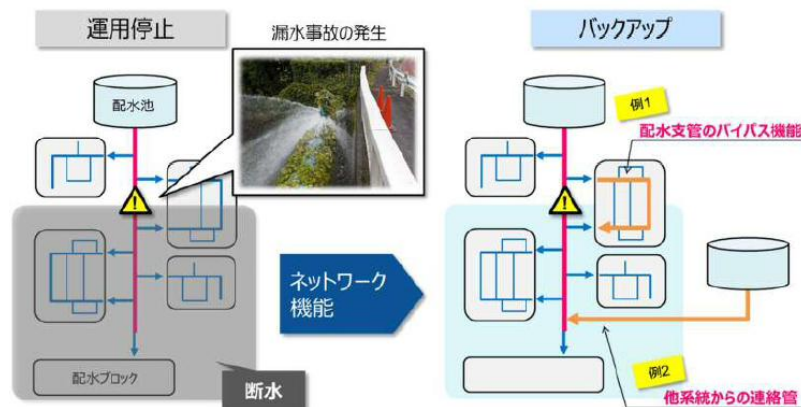 運用停止
漏水事故の発生
配水池
!
配水ブロック
断水
ネットワーク
機能
バックアップ
例1
配水支管のバイパス機能
!
例2
他系統からの連絡管